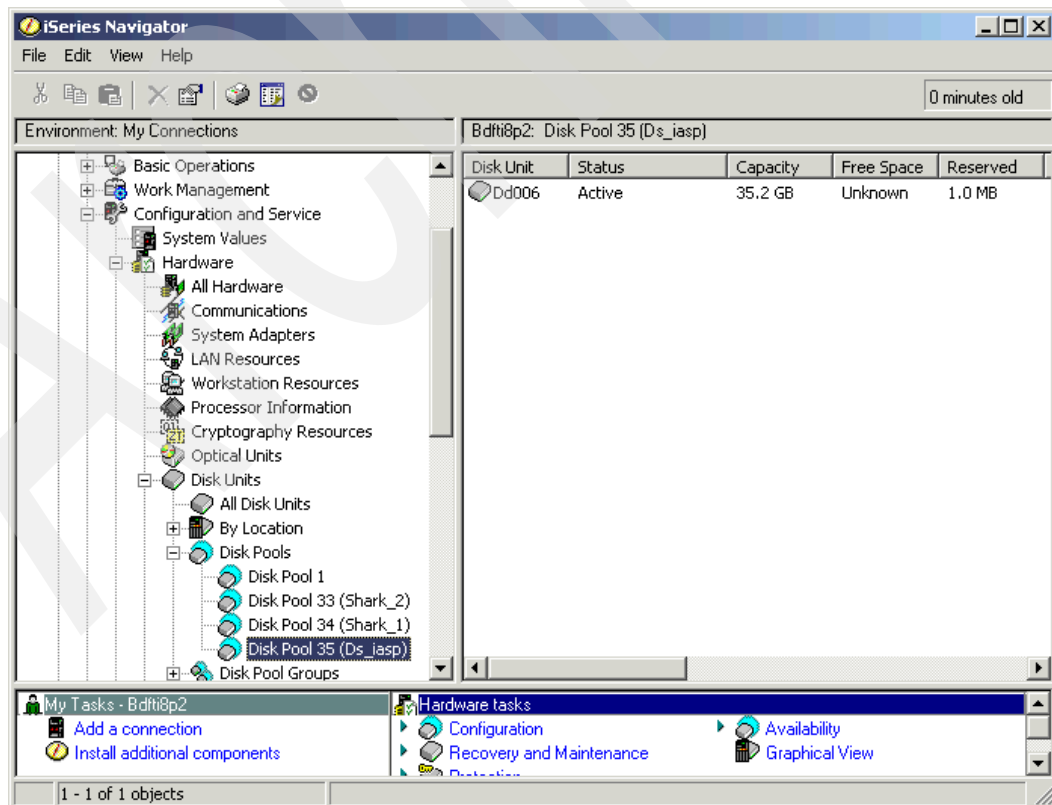 iSeries Navigator
File Edit View Help
0 minutes old
Environment: My Connections
Bdfti8p2: Disk Pool 35 (Ds_iasp)
Disk Unit Status Capacity Free Space Reserved
Dd006 Active 35.2 GB Unknown 1.0 MB
Basic Operations
Work Management
Configuration and Service
System Values
Hardware
All Hardware
Communications
System Adapters
LAN Resources
Workstation Resources
Processor Information
Cryptography Resources
Optical Units
Disk Units
All Disk Units
By Location
Disk Pools
Disk Pool 1
Disk Pool 33 (Shark_2)
Disk Pool 34 (Shark_1)
Disk Pool 35 (Ds_iasp)
Disk Pool Groups
My Tasks - Bdfti8p2
Add a connection
Install additional components
Hardware tasks
Configuration
Recovery and Maintenance
Availability
Graphical View
1 - 1 of 1 objects